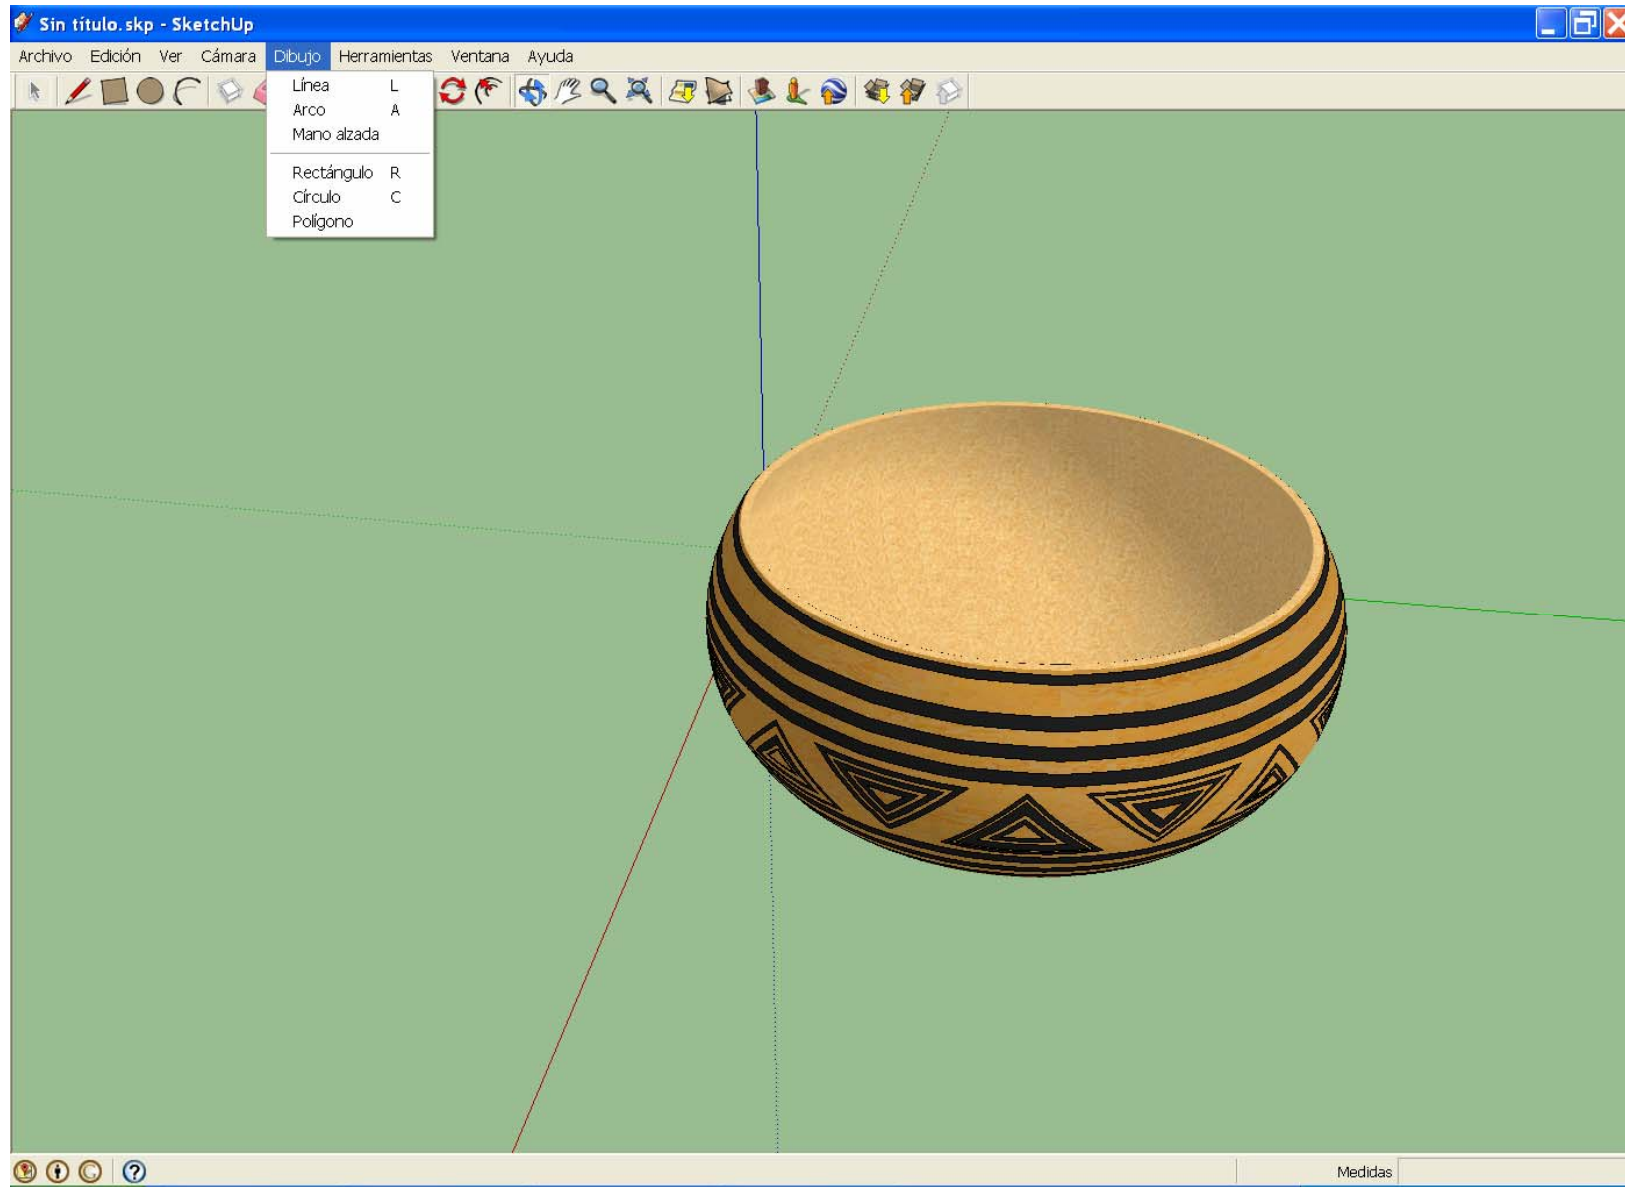 Sin título.skp - SketchUp
Archivo Edición Ver Cámara Dibujo Herramientas Ventana Ayuda
Línea L
Arco A
Mano alzada
Rectángulo R
Círculo C
Polígono
Medidas